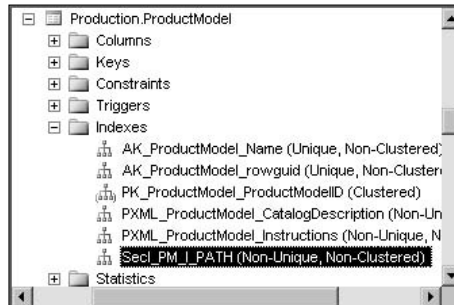 Production.ProductModel
Columns
Keys
Constraints
Triggers
Indexes
AK_ProductModel_Name (Unique, Non-Clustered)
AK_ProductModel_rowguid (Unique, Non-Cluster
PK_ProductModel_ProductModelID (Clustered)
PXML_ProductModel_CatalogDescription (Non-Un
PXML_ProductModel_Instructions (Non-Unique, N
SecI_PM_I_PATH (Non-Unique, Non-Clustered)
Statistics